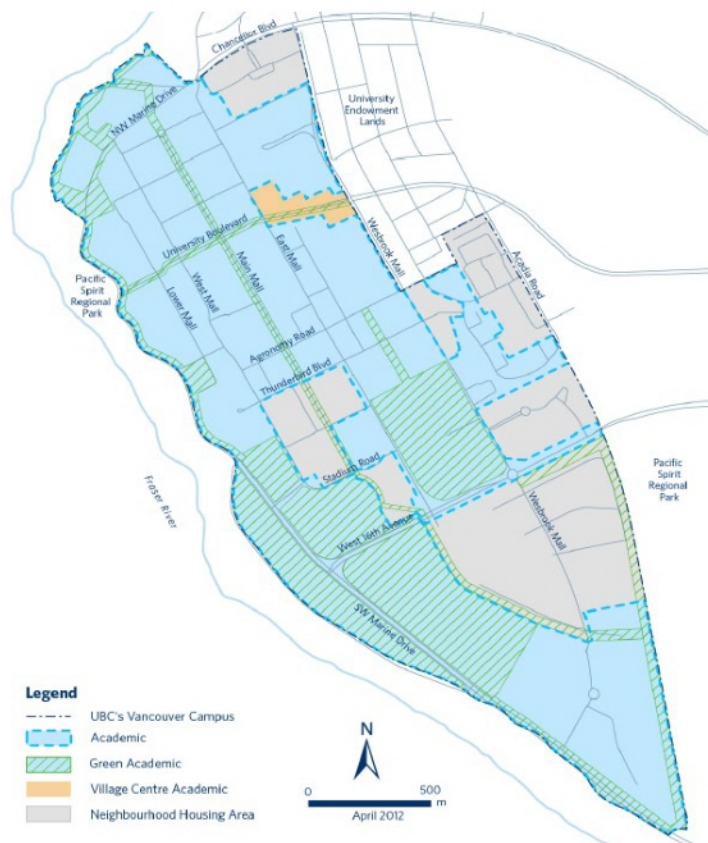 Chancellor Blvd
NW Marine Drive
University
Endowment
Lands
University Boulevard
East Mall
Main Mall
West Mall
Lower Mall
Wesbrook Mall
Acadia Road
Pacific
Spirit
Regional
Park
Agronomy Road
Thunderbird Blvd
Stadium Road
Fraser River
West 16th Avenue
Wesbrook Mall
Pacific
Spirit
Regional
Park
SW Marine Drive
Legend
UBC's Vancouver Campus
Academic
Green Academic
Village Centre Academic
Neighbourhood Housing Area
N
0 500
m
April 2012